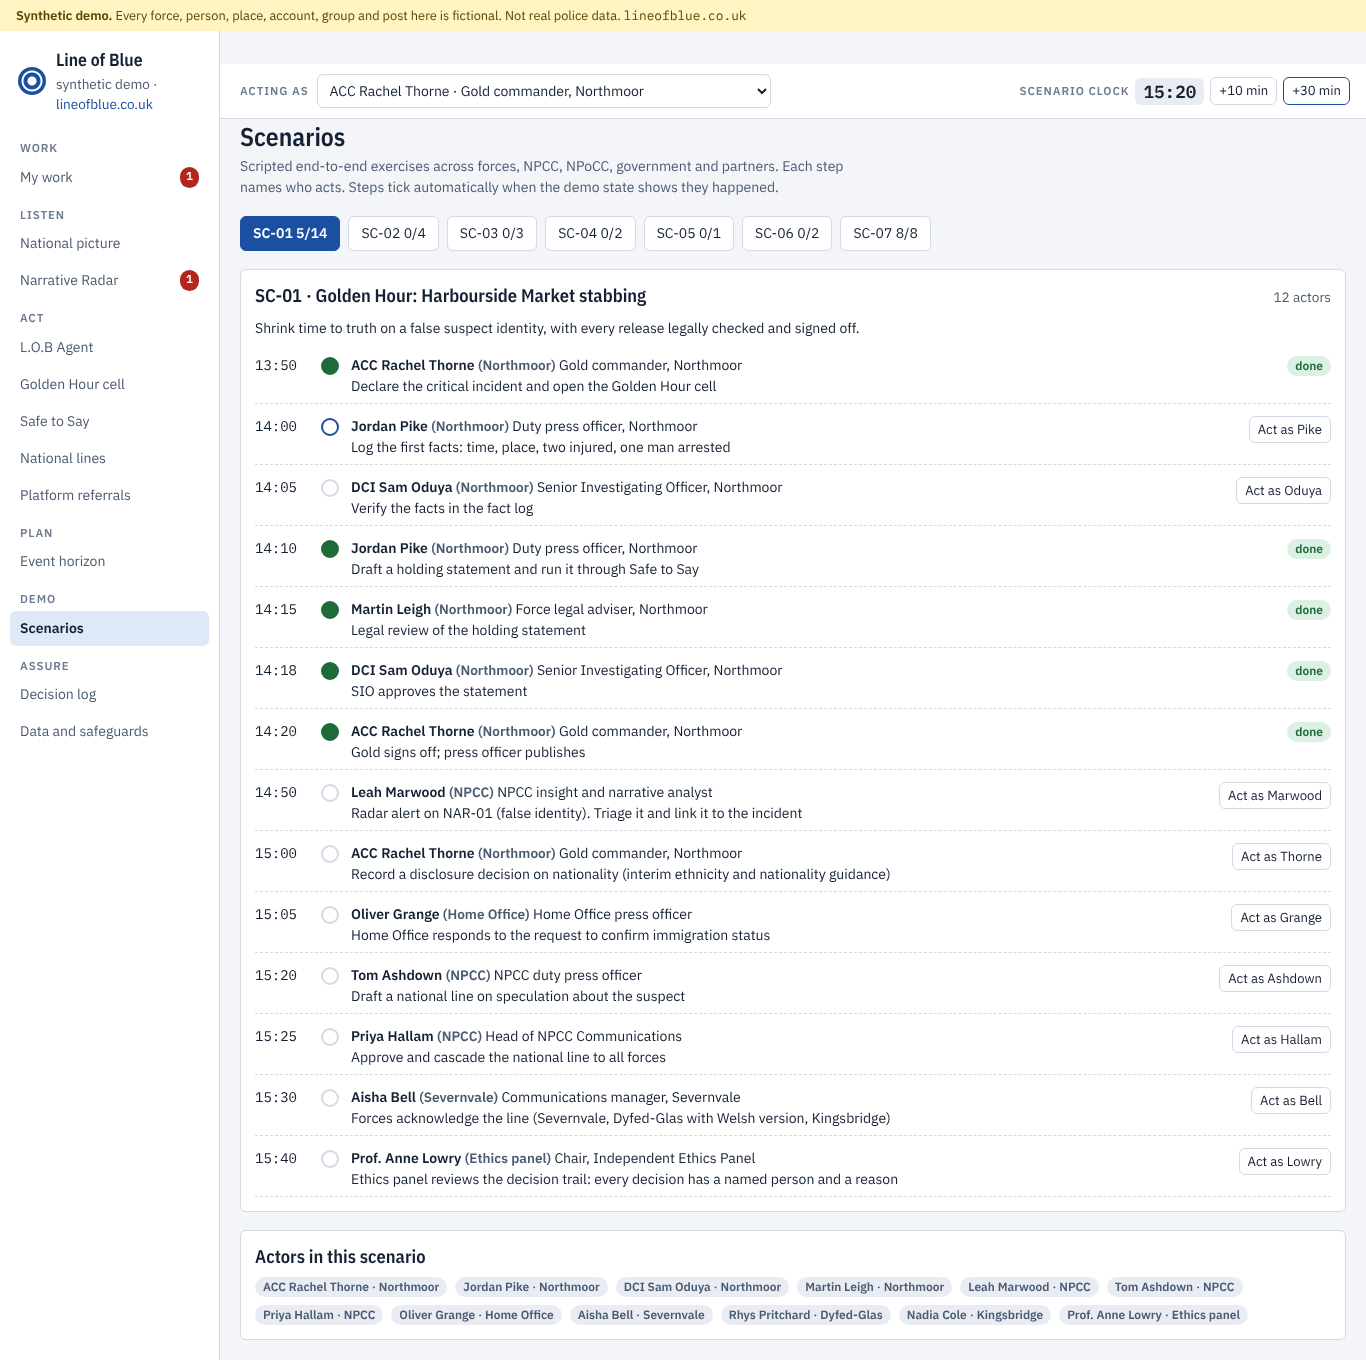 Synthetic demo. Every force, person, place, account, group and post here is fictional. Not real police data. lineofblue.co.uk
Line of Blue
synthetic demo ·
lineofblue.co.uk
WORK
My work 1
LISTEN
National picture
Narrative Radar 1
ACT
L.O.B Agent
Golden Hour cell
Safe to Say
National lines
Platform referrals
PLAN
Event horizon
DEMO
Scenarios
ASSURE
Decision log
Data and safeguards
ACTING AS ACC Rachel Thorne · Gold commander, Northmoor SCENARIO CLOCK 15:20 +10 min +30 min
Scenarios
Scripted end-to-end exercises across forces, NPCC, NPoCC, government and partners. Each step
names who acts. Steps tick automatically when the demo state shows they happened.
SC-01 5/14 SC-02 0/4 SC-03 0/3 SC-04 0/2 SC-05 0/1 SC-06 0/2 SC-07 8/8
SC-01 · Golden Hour: Harbourside Market stabbing 12 actors
Shrink time to truth on a false suspect identity, with every release legally checked and signed off.
13:50 ACC Rachel Thorne (Northmoor) Gold commander, Northmoor done
Declare the critical incident and open the Golden Hour cell
14:00 Jordan Pike (Northmoor) Duty press officer, Northmoor Act as Pike
Log the first facts: time, place, two injured, one man arrested
14:05 DCI Sam Oduya (Northmoor) Senior Investigating Officer, Northmoor Act as Oduya
Verify the facts in the fact log
14:10 Jordan Pike (Northmoor) Duty press officer, Northmoor done
Draft a holding statement and run it through Safe to Say
14:15 Martin Leigh (Northmoor) Force legal adviser, Northmoor done
Legal review of the holding statement
14:18 DCI Sam Oduya (Northmoor) Senior Investigating Officer, Northmoor done
SIO approves the statement
14:20 ACC Rachel Thorne (Northmoor) Gold commander, Northmoor done
Gold signs off; press officer publishes
14:50 Leah Marwood (NPCC) NPCC insight and narrative analyst Act as Marwood
Radar alert on NAR-01 (false identity). Triage it and link it to the incident
15:00 ACC Rachel Thorne (Northmoor) Gold commander, Northmoor Act as Thorne
Record a disclosure decision on nationality (interim ethnicity and nationality guidance)
15:05 Oliver Grange (Home Office) Home Office press officer Act as Grange
Home Office responds to the request to confirm immigration status
15:20 Tom Ashdown (NPCC) NPCC duty press officer Act as Ashdown
Draft a national line on speculation about the suspect
15:25 Priya Hallam (NPCC) Head of NPCC Communications Act as Hallam
Approve and cascade the national line to all forces
15:30 Aisha Bell (Severnvale) Communications manager, Severnvale Act as Bell
Forces acknowledge the line (Severnvale, Dyfed-Glas with Welsh version, Kingsbridge)
15:40 Prof. Anne Lowry (Ethics panel) Chair, Independent Ethics Panel Act as Lowry
Ethics panel reviews the decision trail: every decision has a named person and a reason
Actors in this scenario
ACC Rachel Thorne · Northmoor Jordan Pike · Northmoor DCI Sam Oduya · Northmoor Martin Leigh · Northmoor Leah Marwood · NPCC Tom Ashdown · NPCC
Priya Hallam · NPCC Oliver Grange · Home Office Aisha Bell · Severnvale Rhys Pritchard · Dyfed-Glas Nadia Cole · Kingsbridge Prof. Anne Lowry · Ethics panel